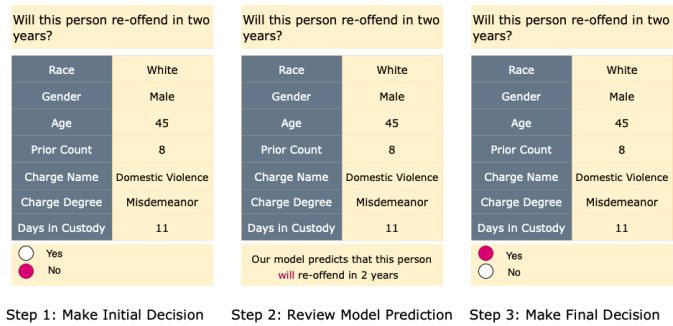 Will this person re-offend in two
years?
Race White
Gender Male
Age 45
Prior Count 8
Charge Name Domestic Violence
Charge Degree Misdemeanor
Days in Custody 11
Yes
No
Step 1: Make Initial Decision
Will this person re-offend in two
years?
Race White
Gender Male
Age 45
Prior Count 8
Charge Name Domestic Violence
Charge Degree Misdemeanor
Days in Custody 11
Our model predicts that this person
will re-offend in 2 years
Step 2: Review Model Prediction
Will this person re-offend in two
years?
Race White
Gender Male
Age 45
Prior Count 8
Charge Name Domestic Violence
Charge Degree Misdemeanor
Days in Custody 11
Yes
No
Step 3: Make Final Decision